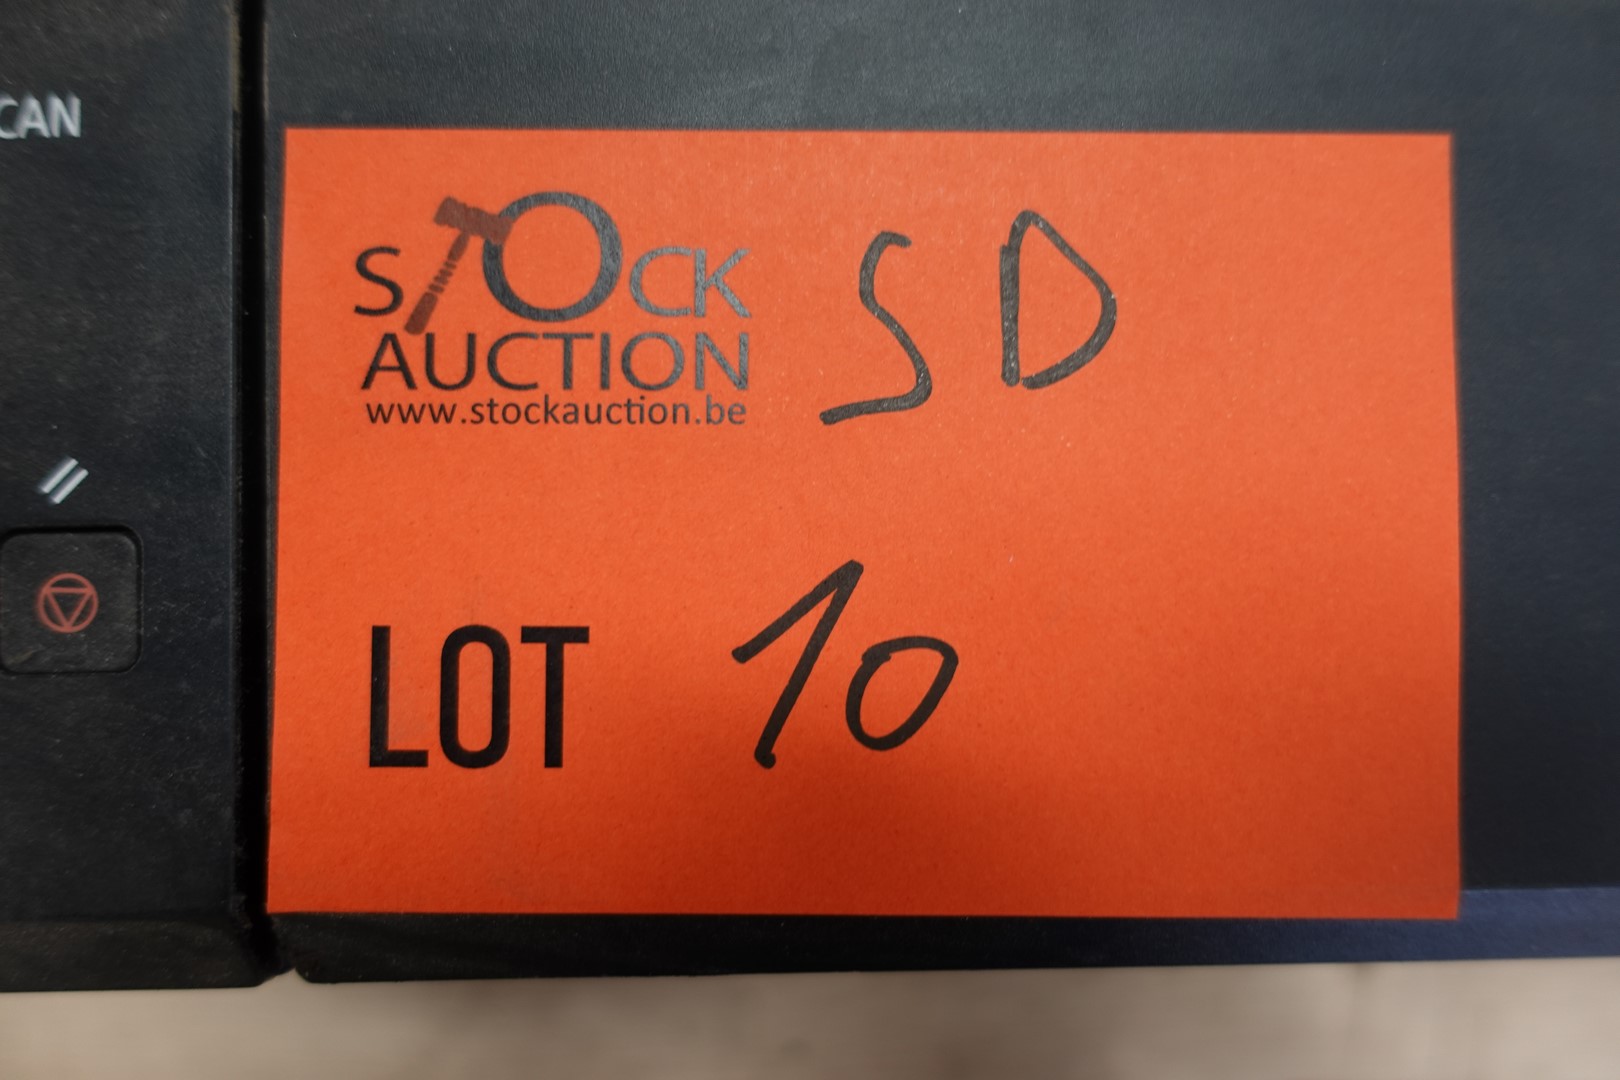 CAN
STOCK SD
AUCTION
www.stockauction.be
LOT 10